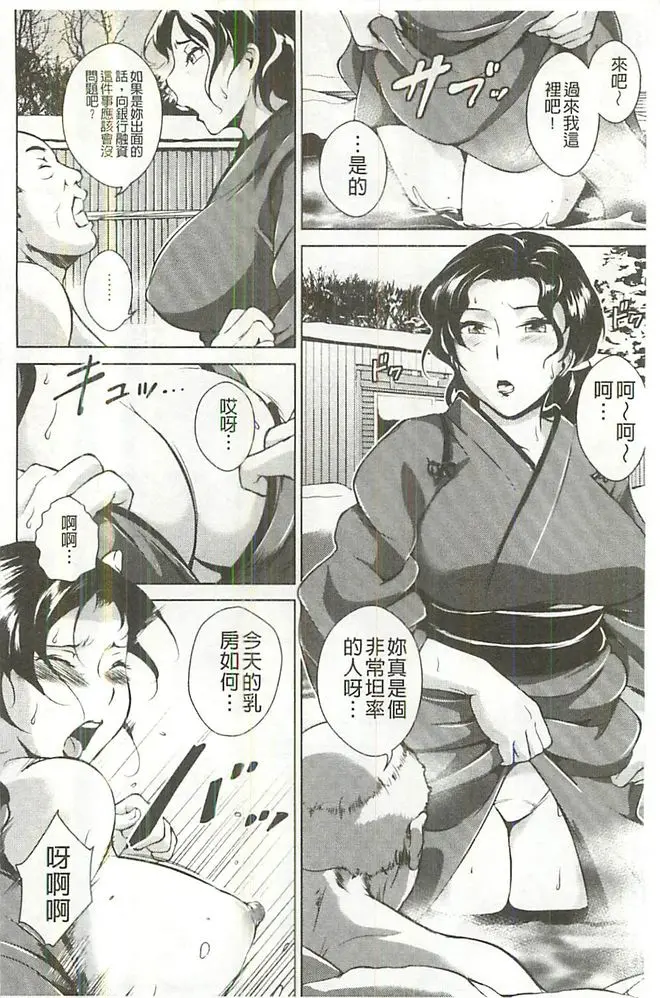 來吧～
過來我這
裡吧！
…是的
サブ…
呵～呵～
呵…
ドッ
ドッ
妳真是個
非常坦率
的人呀…
如果是妳出面的
話，向銀行融資
這件事應該會沒
問題吧？
……
キュッ…
哎呀…
啊啊…
今天的乳
房如何…
呀啊啊